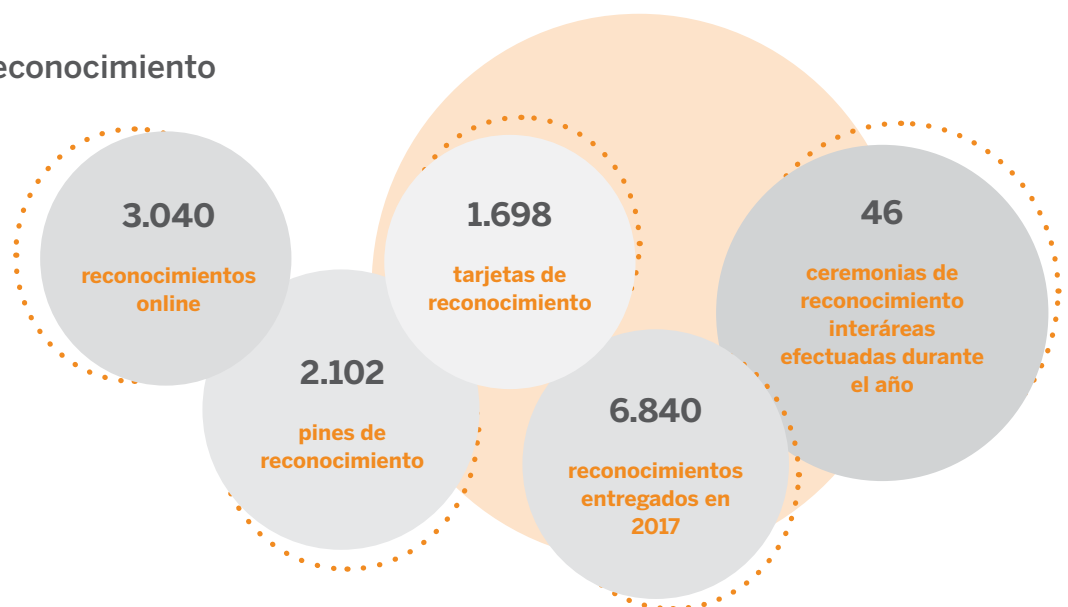 econocimiento
3.040
reconocimientos
online
2.102
pines de
reconocimiento
1.698
tarjetas de
reconocimiento
6.840
reconocimientos
entregados en
2017
46
ceremonias de
reconocimiento
interáreas
efectuadas durante
el año